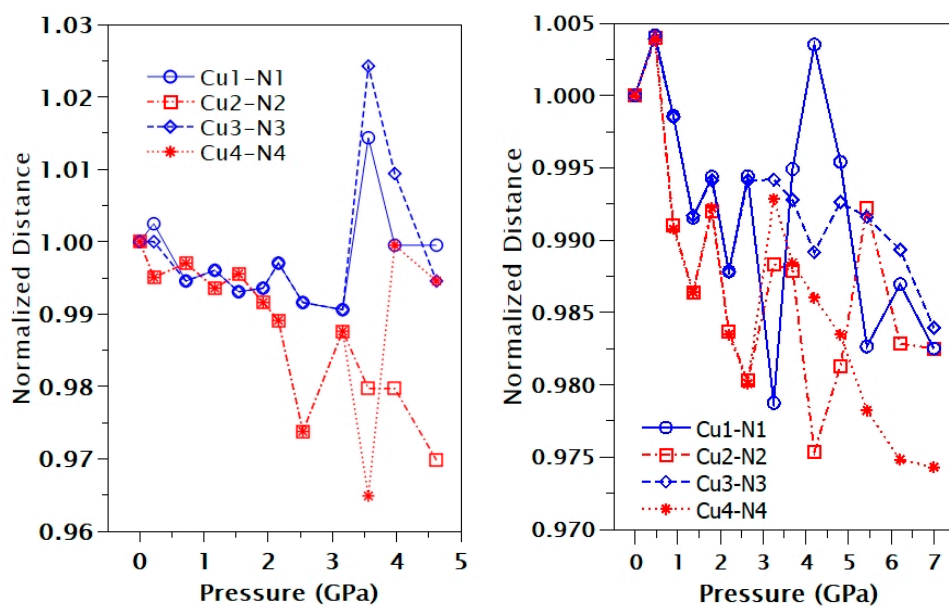 1.03
1.02
1.01
1.00
0.99
0.98
0.97
0.96
Normalized Distance
Cu1-N1
Cu2-N2
Cu3-N3
Cu4-N4
0 1 2 3 4 5
Pressure (GPa)
1.005
1.000
0.995
0.990
0.985
0.980
0.975
0.970
Normalized Distance
Cu1-N1
Cu2-N2
Cu3-N3
Cu4-N4
0 1 2 3 4 5 6 7
Pressure (GPa)